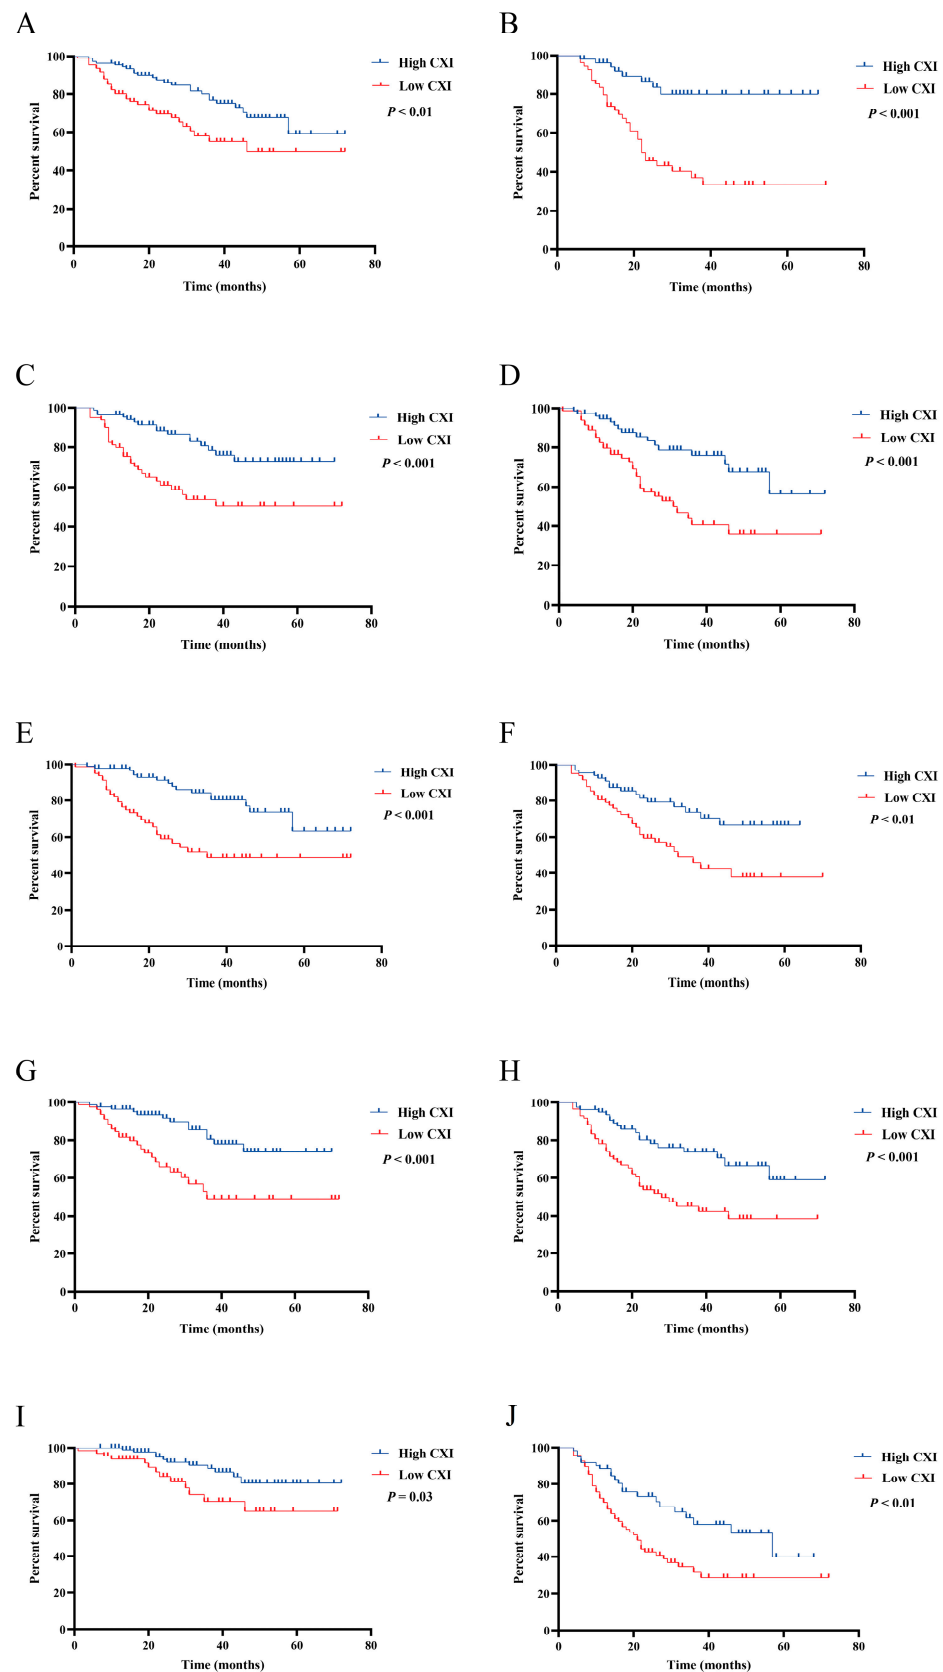 A
100
80
60
40
20
0
0 20 40 60 80
Percent survival
Time (months)
High CXI
Low CXI
P < 0.01
B
100
80
60
40
20
0
0 20 40 60 80
Percent survival
Time (months)
High CXI
Low CXI
P < 0.001
C
100
80
60
40
20
0
0 20 40 60 80
Percent survival
Time (months)
High CXI
Low CXI
P < 0.001
D
100
80
60
40
20
0
0 20 40 60 80
Percent survival
Time (months)
High CXI
Low CXI
P < 0.001
E
100
80
60
40
20
0
0 20 40 60 80
Percent survival
Time (months)
High CXI
Low CXI
P < 0.001
F
100
80
60
40
20
0
0 20 40 60 80
Percent survival
Time (months)
High CXI
Low CXI
P < 0.01
G
100
80
60
40
20
0
0 20 40 60 80
Percent survival
Time (months)
High CXI
Low CXI
P < 0.001
H
100
80
60
40
20
0
0 20 40 60 80
Percent survival
Time (months)
High CXI
Low CXI
P < 0.001
I
100
80
60
40
20
0
0 20 40 60 80
Percent survival
Time (months)
High CXI
Low CXI
P = 0.03
J
100
80
60
40
20
0
0 20 40 60 80
Percent survival
Time (months)
High CXI
Low CXI
P < 0.01